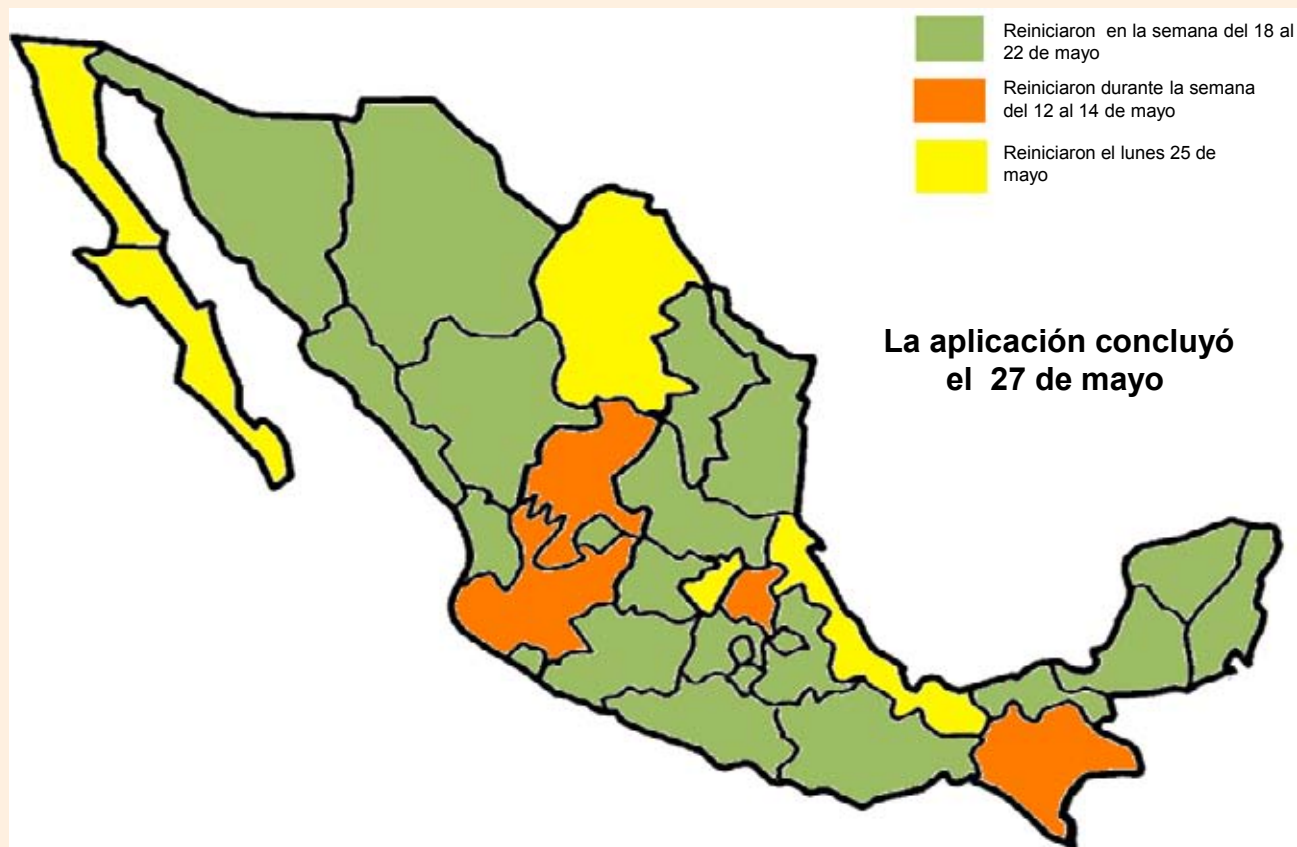 Reiniciaron en la semana del 18 al
22 de mayo
Reiniciaron durante la semana
del 12 al 14 de mayo
Reiniciaron el lunes 25 de
mayo
La aplicación concluyó
el 27 de mayo